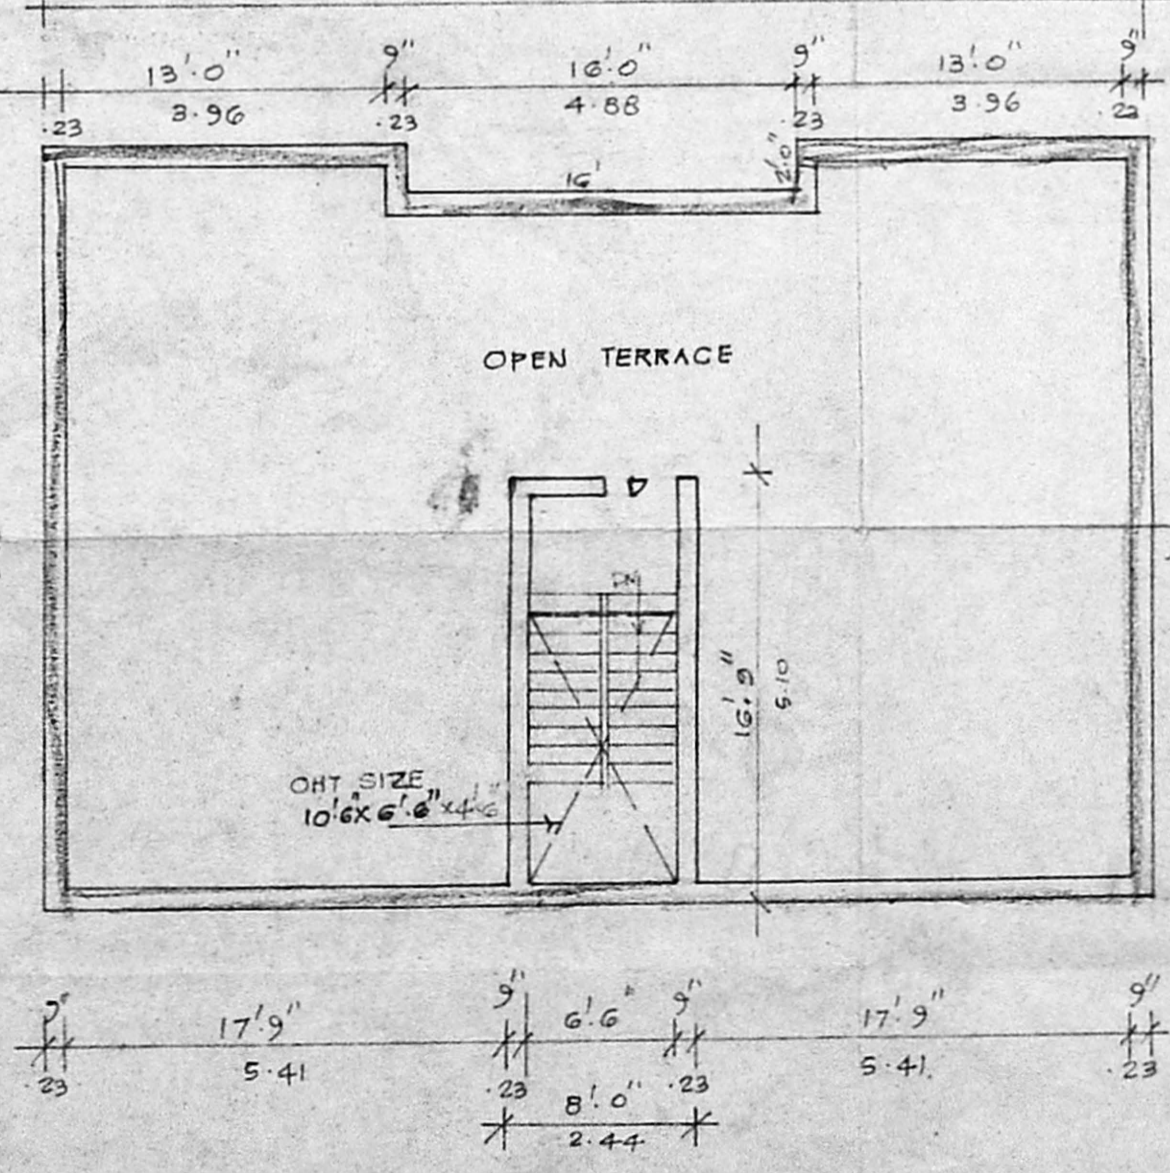 9" 9" 9"
13'.0" 16'.0" 13'.0"
3.96 4.88 3.96
.23 .23 .23 .23
16' 2'.0"
OPEN TERRACE
DN
16'.9"
5.10
OHT SIZE
10'.6"X 6'.6"x4'.6"
9" 9" 9" 9"
17'.9" 6'.6" 17'.9"
5.41 5.41
.23 .23 .23 .23
8'.0"
2.44